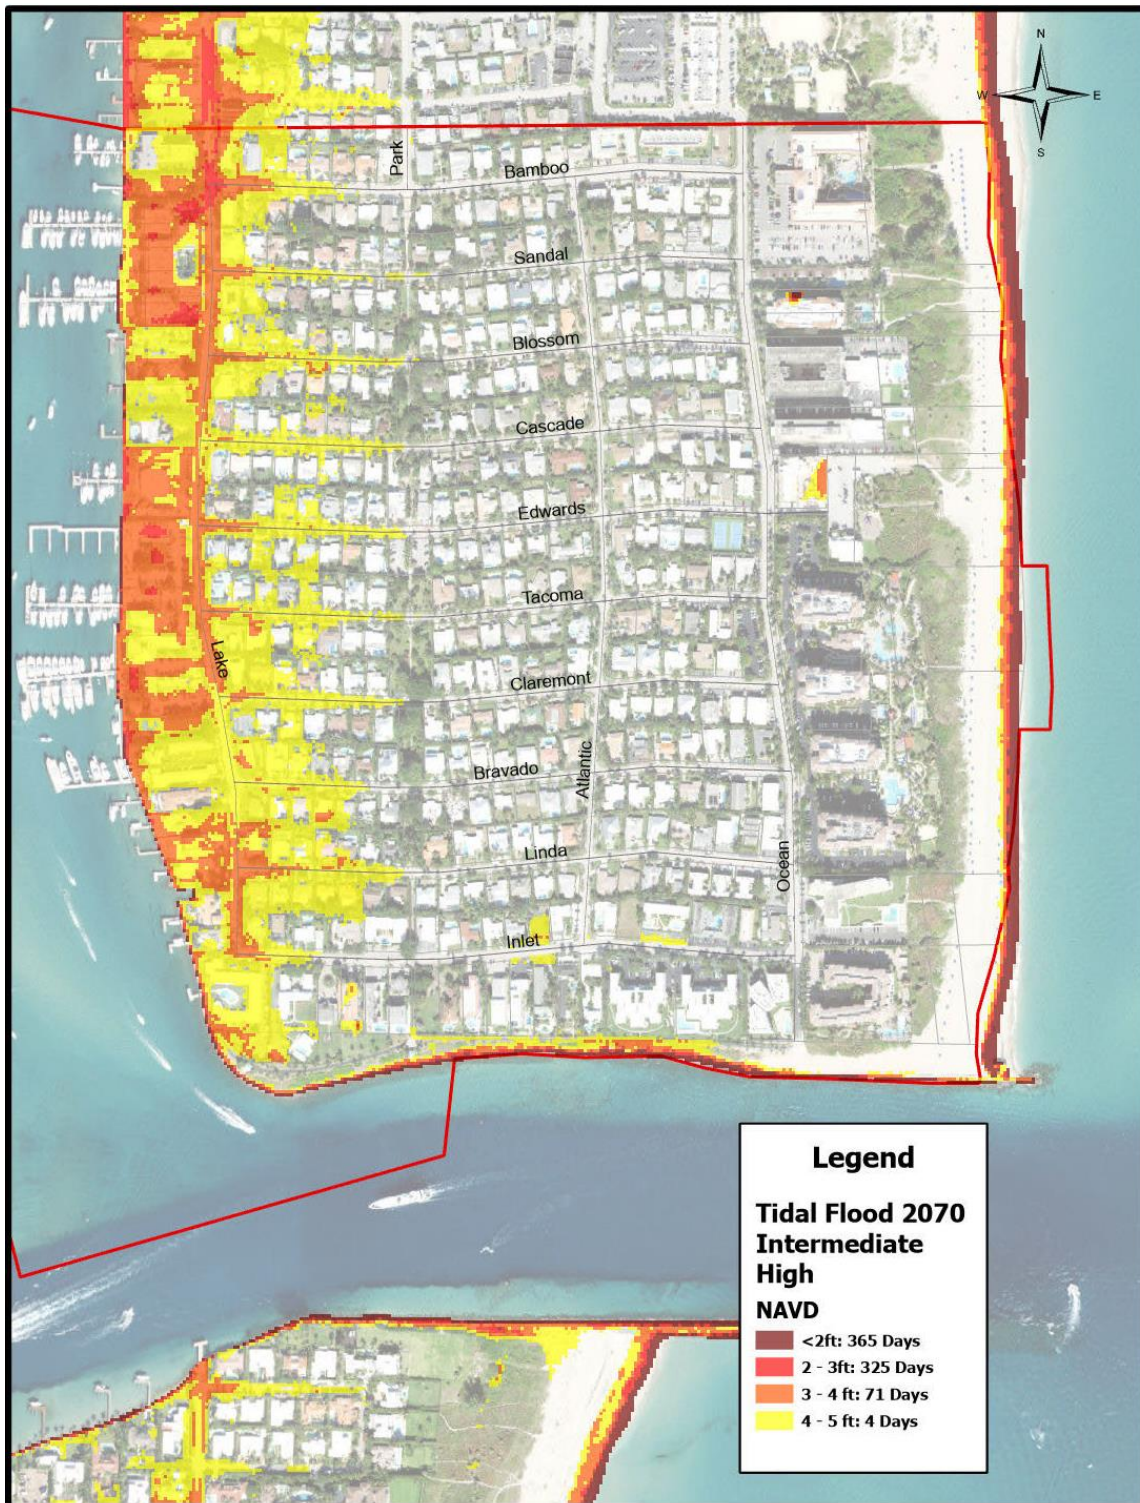 N
W E
S
Park
Bamboo
Sandal
Blossom
Cascade
Edwards
Tacoma
Lake
Claremont
Atlantic
Bravado
Linda
Ocean
Inlet
Legend
Tidal Flood 2070
Intermediate
High
NAVD
<2ft: 365 Days
2 - 3ft: 325 Days
3 - 4 ft: 71 Days
4 - 5 ft: 4 Days